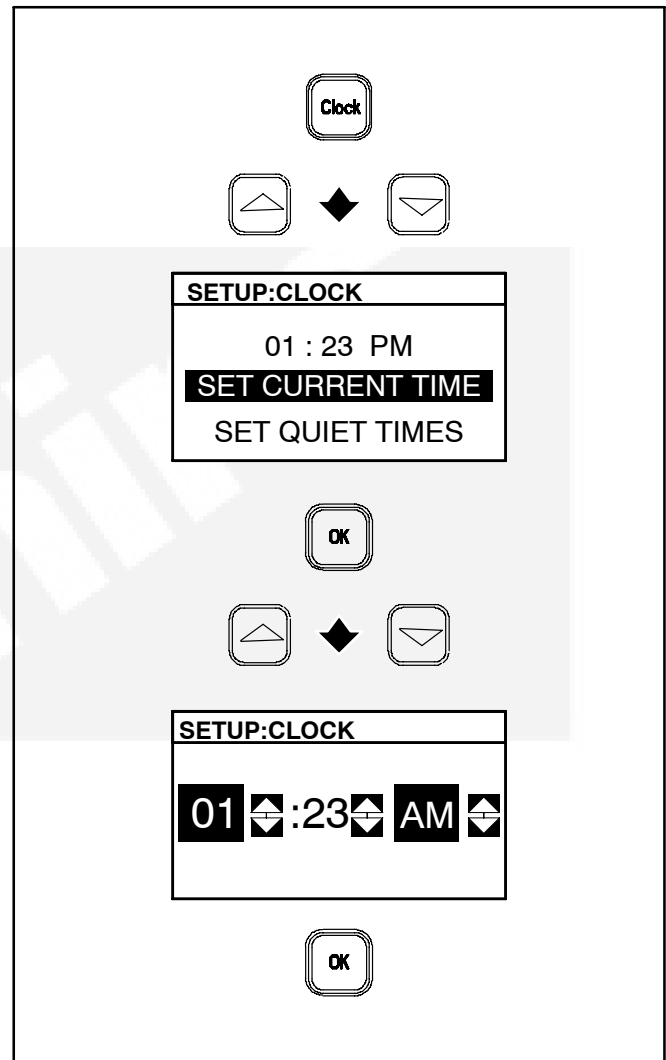 Clock
SETUP:CLOCK
01 : 23 PM
SET CURRENT TIME
SET QUIET TIMES
OK
SETUP:CLOCK
01 :23 AM
OK